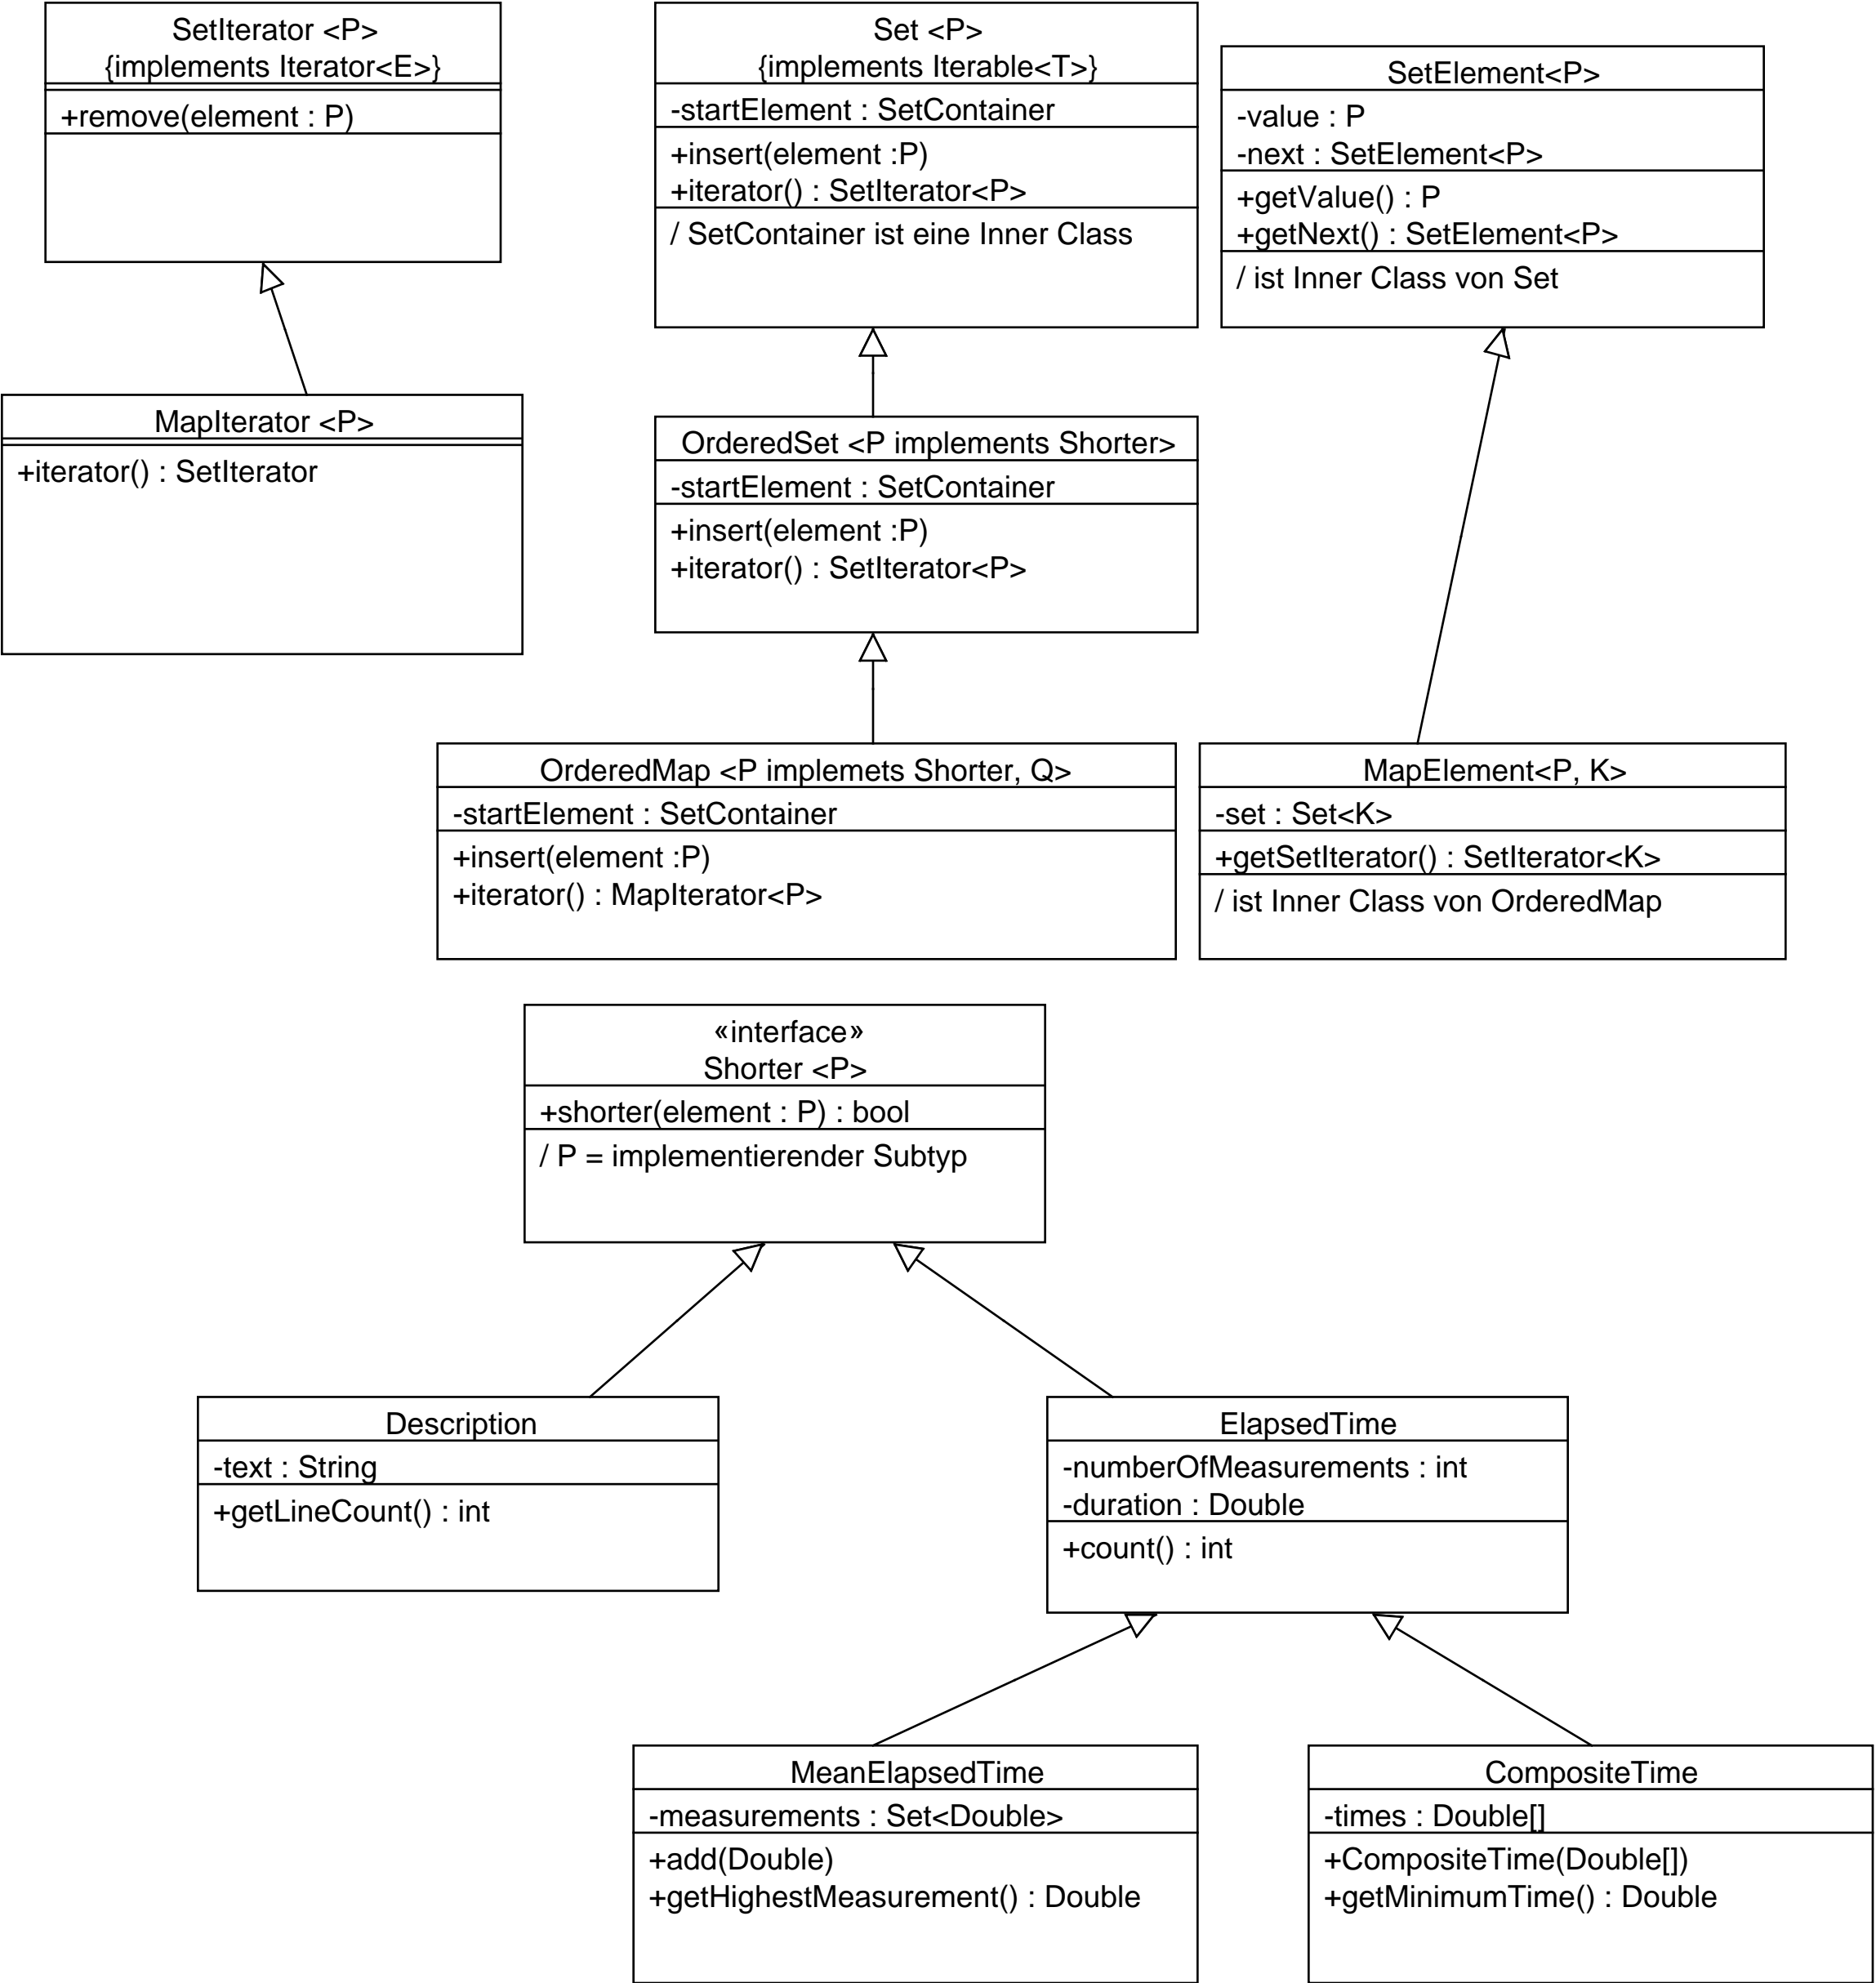 SetIterator <P>
{implements Iterator<E>}
+remove(element : P)
Set <P>
{implements Iterable<T>}
-startElement : SetContainer
+insert(element :P)
+iterator() : SetIterator<P>
/ SetContainer ist eine Inner Class
SetElement<P>
-value : P
-next : SetElement<P>
+getValue() : P
+getNext() : SetElement<P>
/ ist Inner Class von Set
MapIterator <P>
+iterator() : SetIterator
OrderedSet <P implements Shorter>
-startElement : SetContainer
+insert(element :P)
+iterator() : SetIterator<P>
OrderedMap <P implemets Shorter, Q>
-startElement : SetContainer
+insert(element :P)
+iterator() : MapIterator<P>
MapElement<P, K>
-set : Set<K>
+getSetIterator() : SetIterator<K>
/ ist Inner Class von OrderedMap
«interface»
Shorter <P>
+shorter(element : P) : bool
/ P = implementierender Subtyp
Description
-text : String
+getLineCount() : int
ElapsedTime
-numberOfMeasurements : int
-duration : Double
+count() : int
MeanElapsedTime
-measurements : Set<Double>
+add(Double)
+getHighestMeasurement() : Double
CompositeTime
-times : Double[]
+CompositeTime(Double[])
+getMinimumTime() : Double